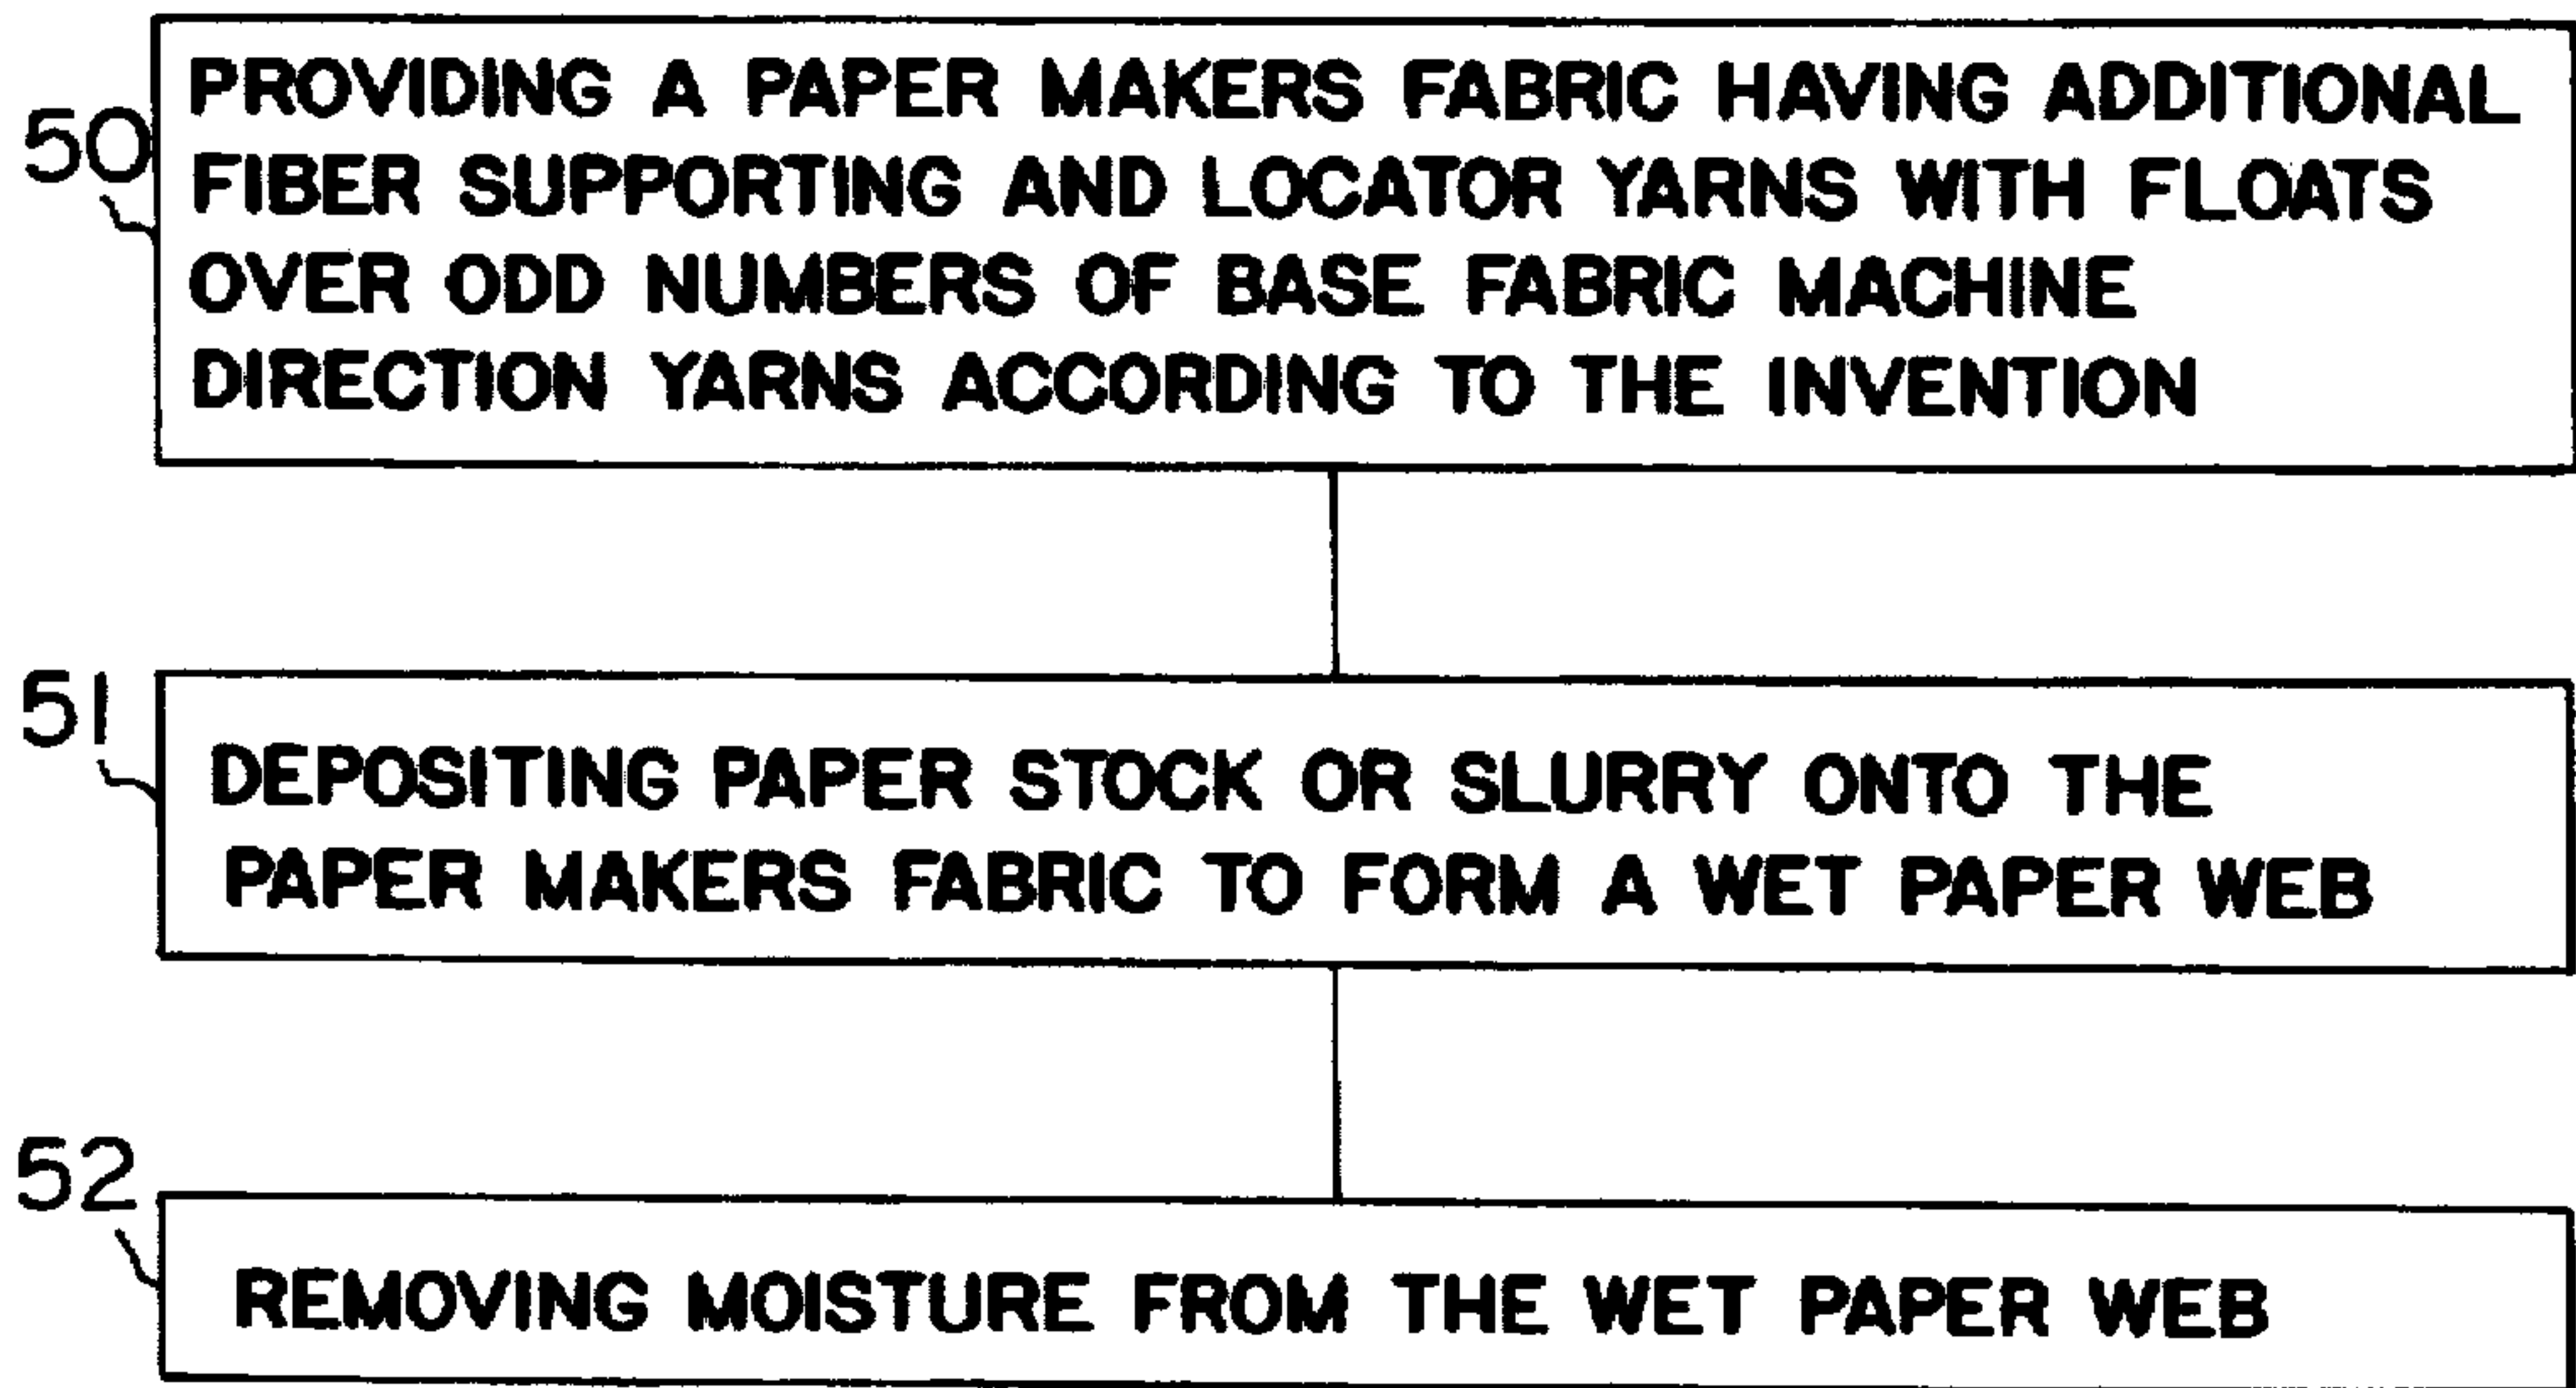 50
PROVIDING A PAPER MAKERS FABRIC HAVING ADDITIONAL
FIBER SUPPORTING AND LOCATOR YARNS WITH FLOATS
OVER ODD NUMBERS OF BASE FABRIC MACHINE
DIRECTION YARNS ACCORDING TO THE INVENTION
51
DEPOSITING PAPER STOCK OR SLURRY ONTO THE
PAPER MAKERS FABRIC TO FORM A WET PAPER WEB
52
REMOVING MOISTURE FROM THE WET PAPER WEB